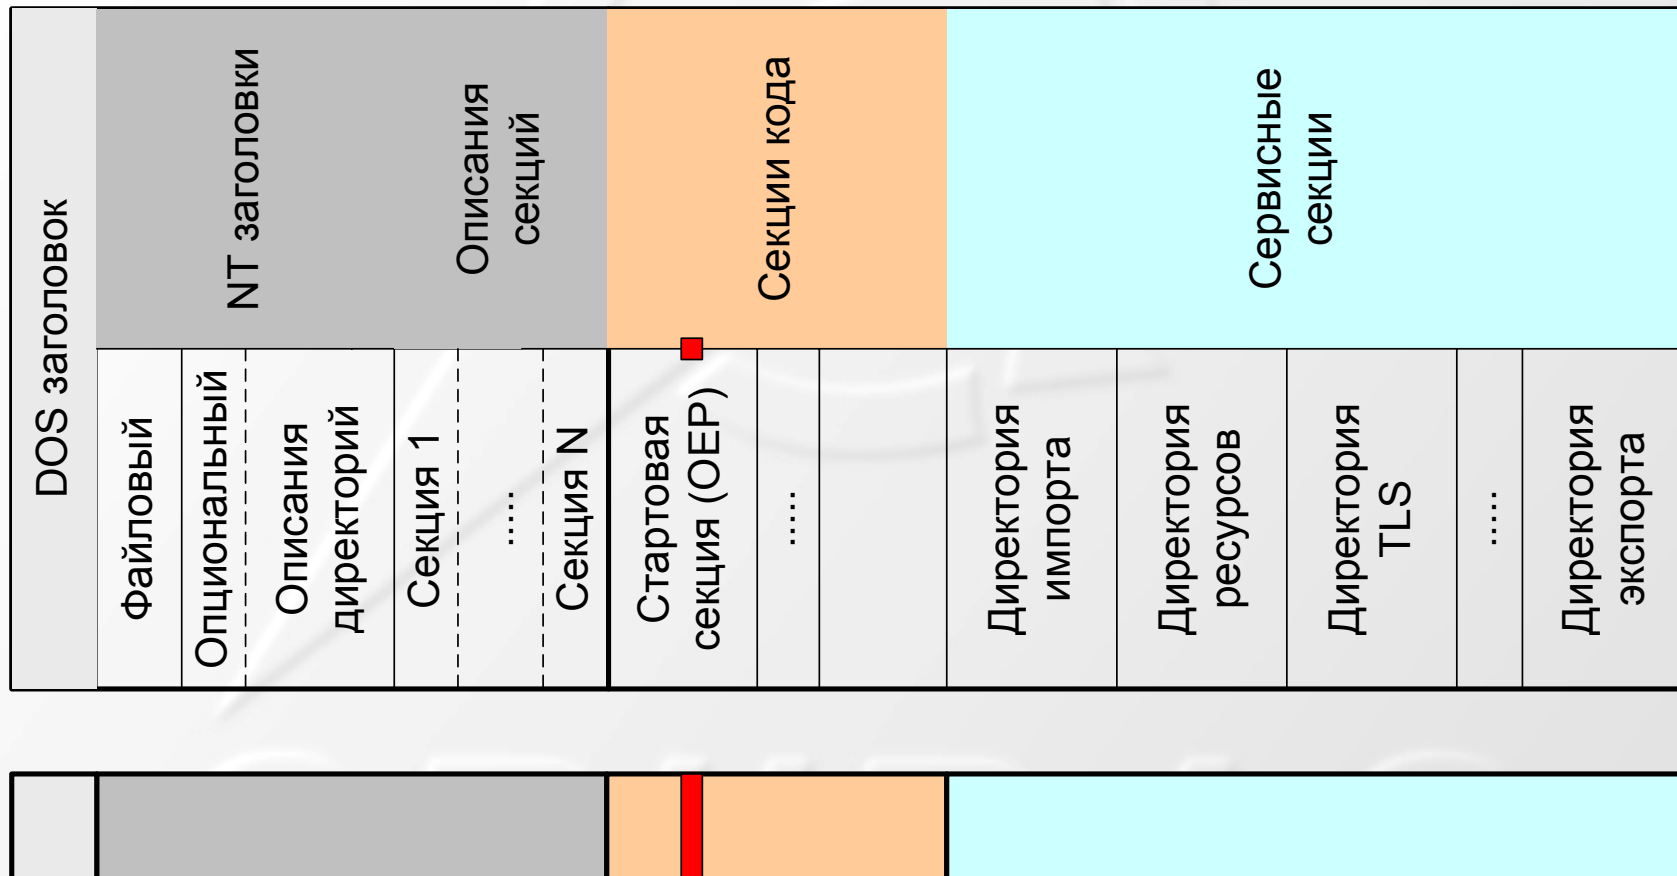 DOS заголовок
NT заголовки
Описания
секций
Секции кода
Сервисные
секции
Файловый
Опциональный
Описания
директорий
Секция 1
.....
Секция N
Стартовая
секция (OEP)
.....
Директория
импорта
Директория
ресурсов
Директория
TLS
.....
Директория
экспорта